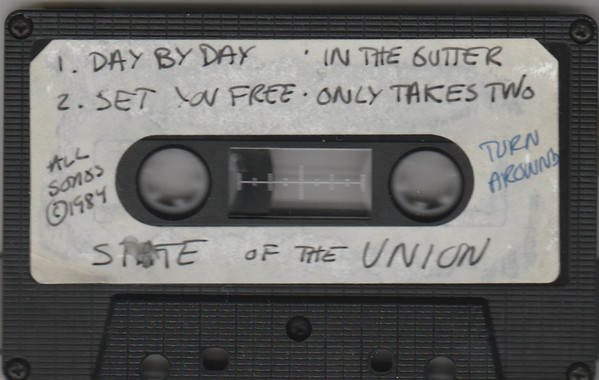 1. DAY BY DAY · IN THE GUTTER
2. SET YOU FREE · ONLY TAKES TWO
ALL
SONGS
©1984
TURN
AROUND
STATE OF THE UNION